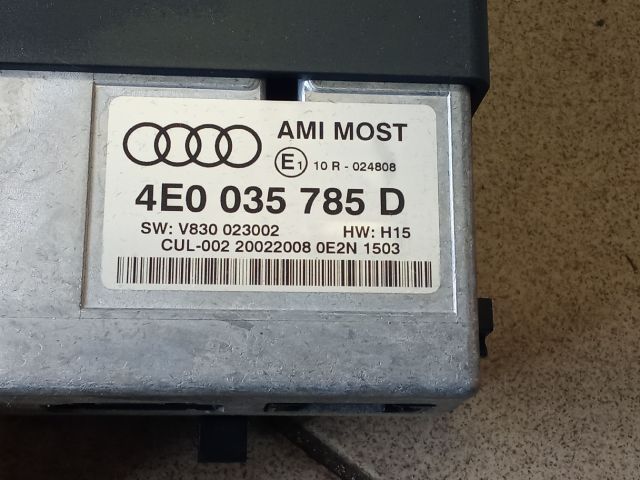 AMI MOST
E1 10 R - 024808
4E0 035 785 D
SW: V830 023002 HW: H15
CUL-002 20022008 0E2N 1503